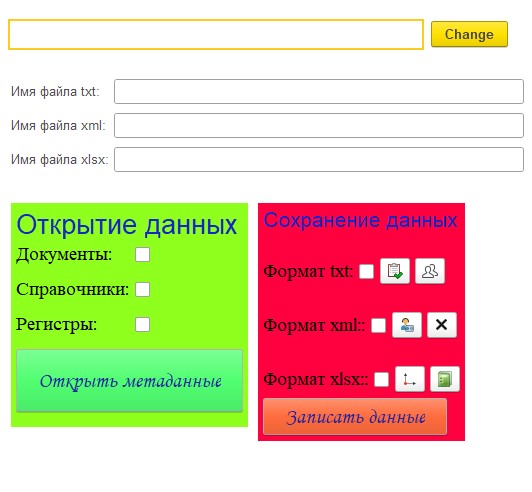 Change
Имя файла txt:
Имя файла xml:
Имя файла xlsx:
Открытие данных
Документы:
Справочники:
Регистры:
Открыть метаданные
Сохранение данных
Формат txt:
Формат xml::
Формат xlsx::
Записать данные